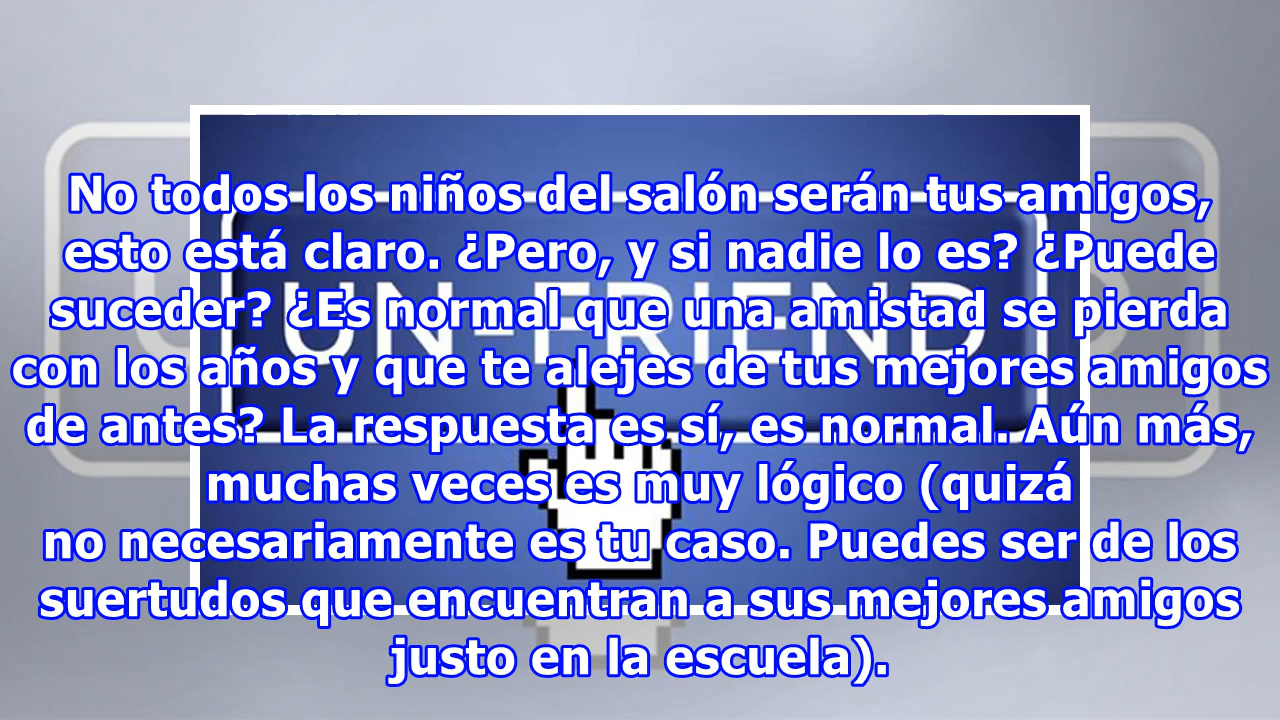 No todos los niños del salón serán tus amigos,
esto está claro. ¿Pero, y si nadie lo es? ¿Puede
suceder? ¿Es normal que una amistad se pierda
UN-FRIEND
con los años y que te alejes de tus mejores amigos
de antes? La respuesta es sí, es normal. Aún más,
muchas veces es muy lógico (quizá
no necesariamente es tu caso. Puedes ser de los
suertudos que encuentran a sus mejores amigos
justo en la escuela).